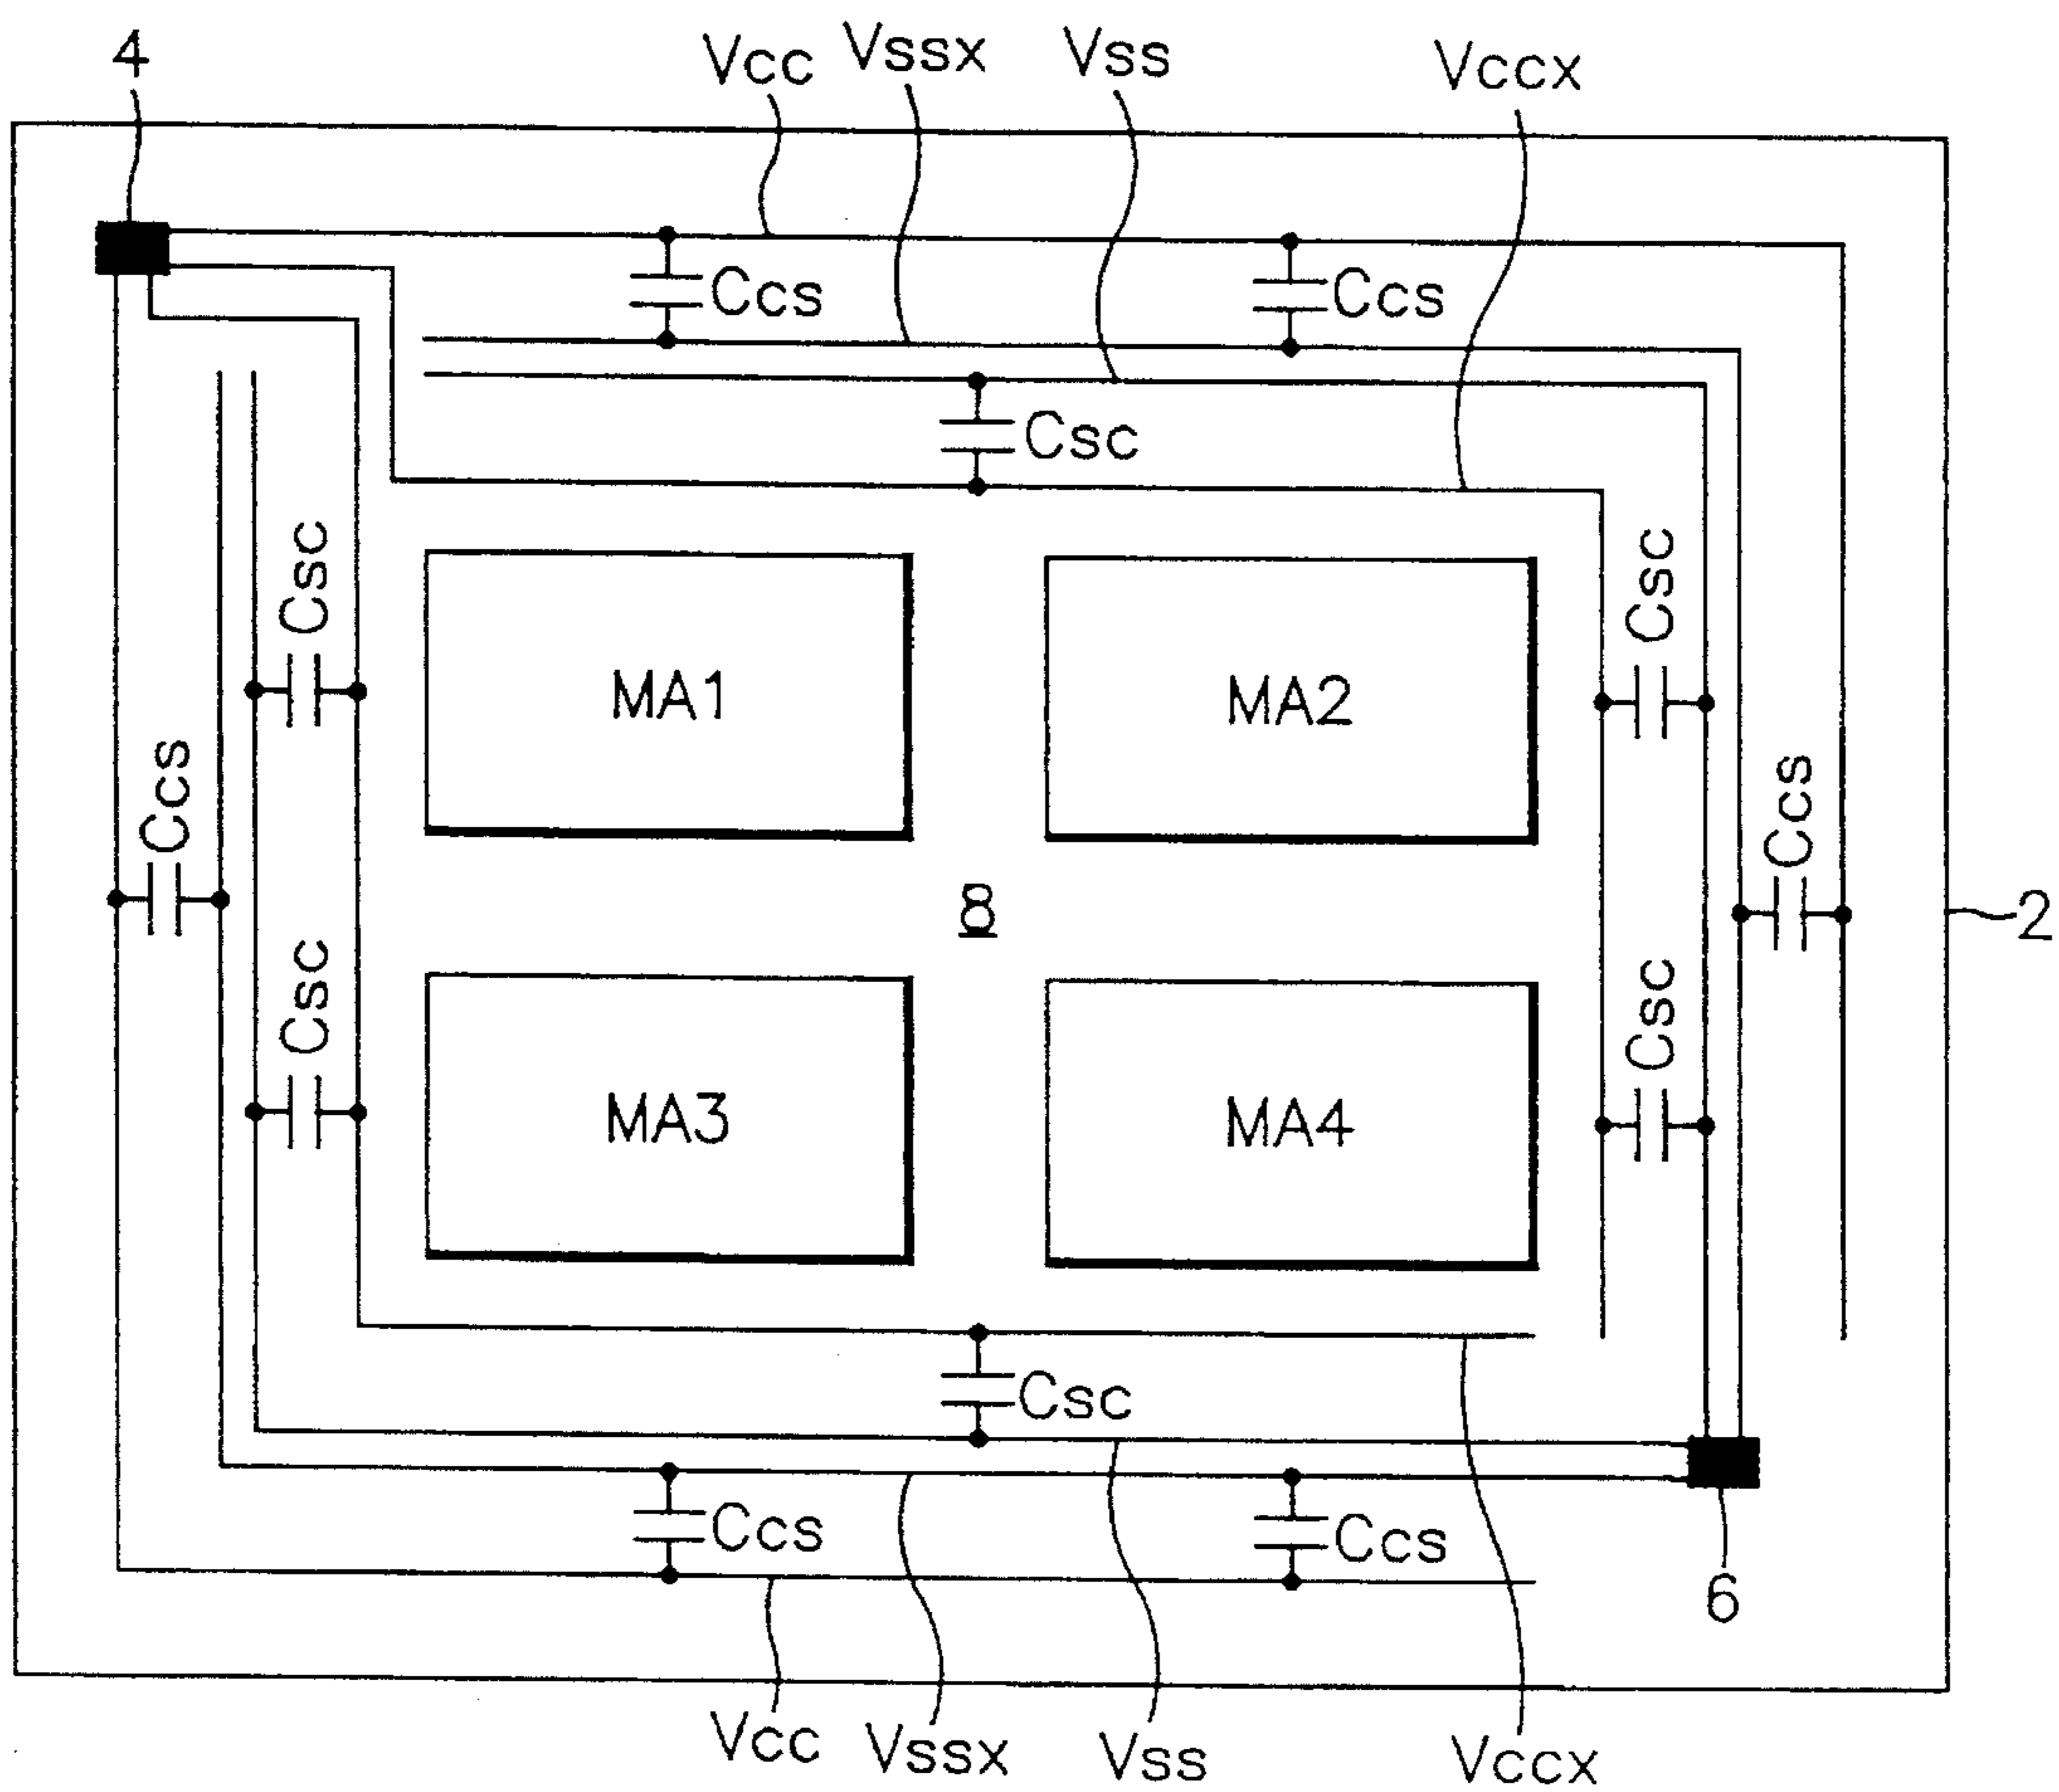 4
Vcc Vssx Vss Vccx
Ccs Ccs
Csc
Csc Csc
MA1 MA2
Ccs Ccs
8
2
Csc Csc
MA3 MA4
Csc
Ccs Ccs
6
Vcc Vssx Vss Vccx